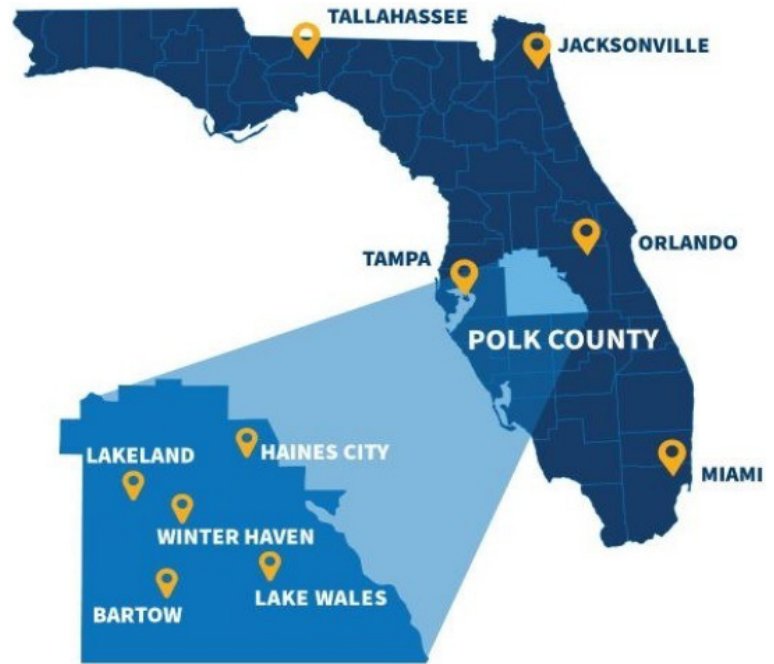 TALLAHASSEE
JACKSONVILLE
ORLANDO
TAMPA
POLK COUNTY
HAINES CITY
LAKELAND
MIAMI
WINTER HAVEN
LAKE WALES
BARTOW